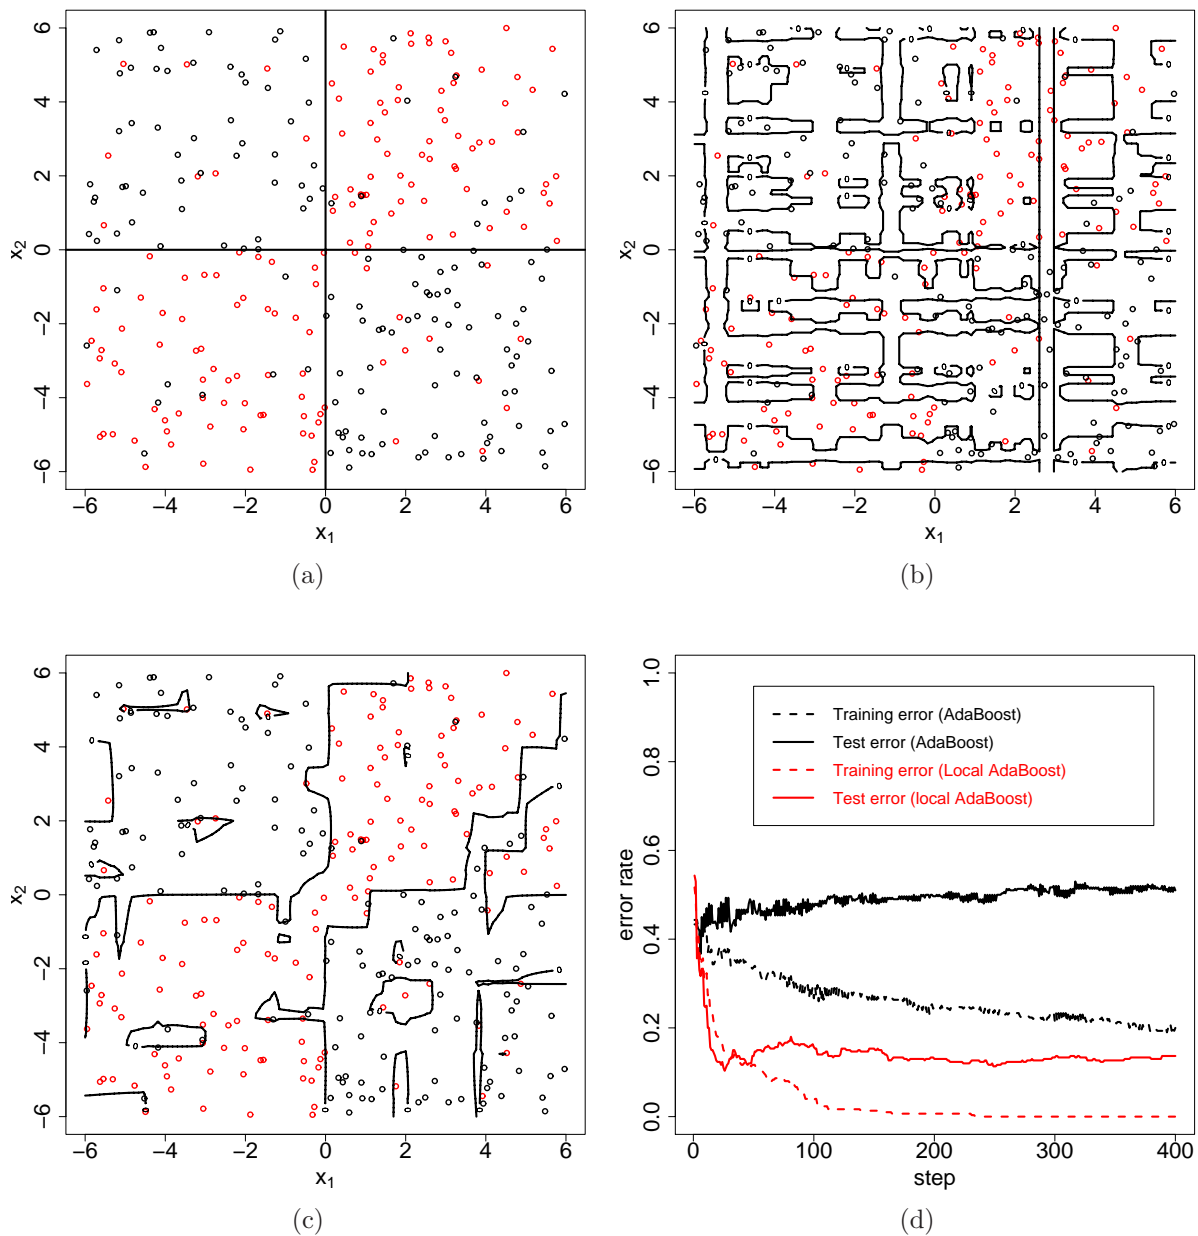 6
4
2
0
−2
−4
−6
x2
−6 −4 −2 0 2 4 6
x1
(a)
6
4
2
0
−2
−4
−6
x2
−6 −4 −2 0 2 4 6
x1
(b)
6
4
2
0
−2
−4
−6
x2
−6 −4 −2 0 2 4 6
x1
(c)
1.0
0.8
0.6
0.4
0.2
0.0
error rate
Training error (AdaBoost)
Test error (AdaBoost)
Training error (Local AdaBoost)
Test error (local AdaBoost)
0 100 200 300 400
step
(d)